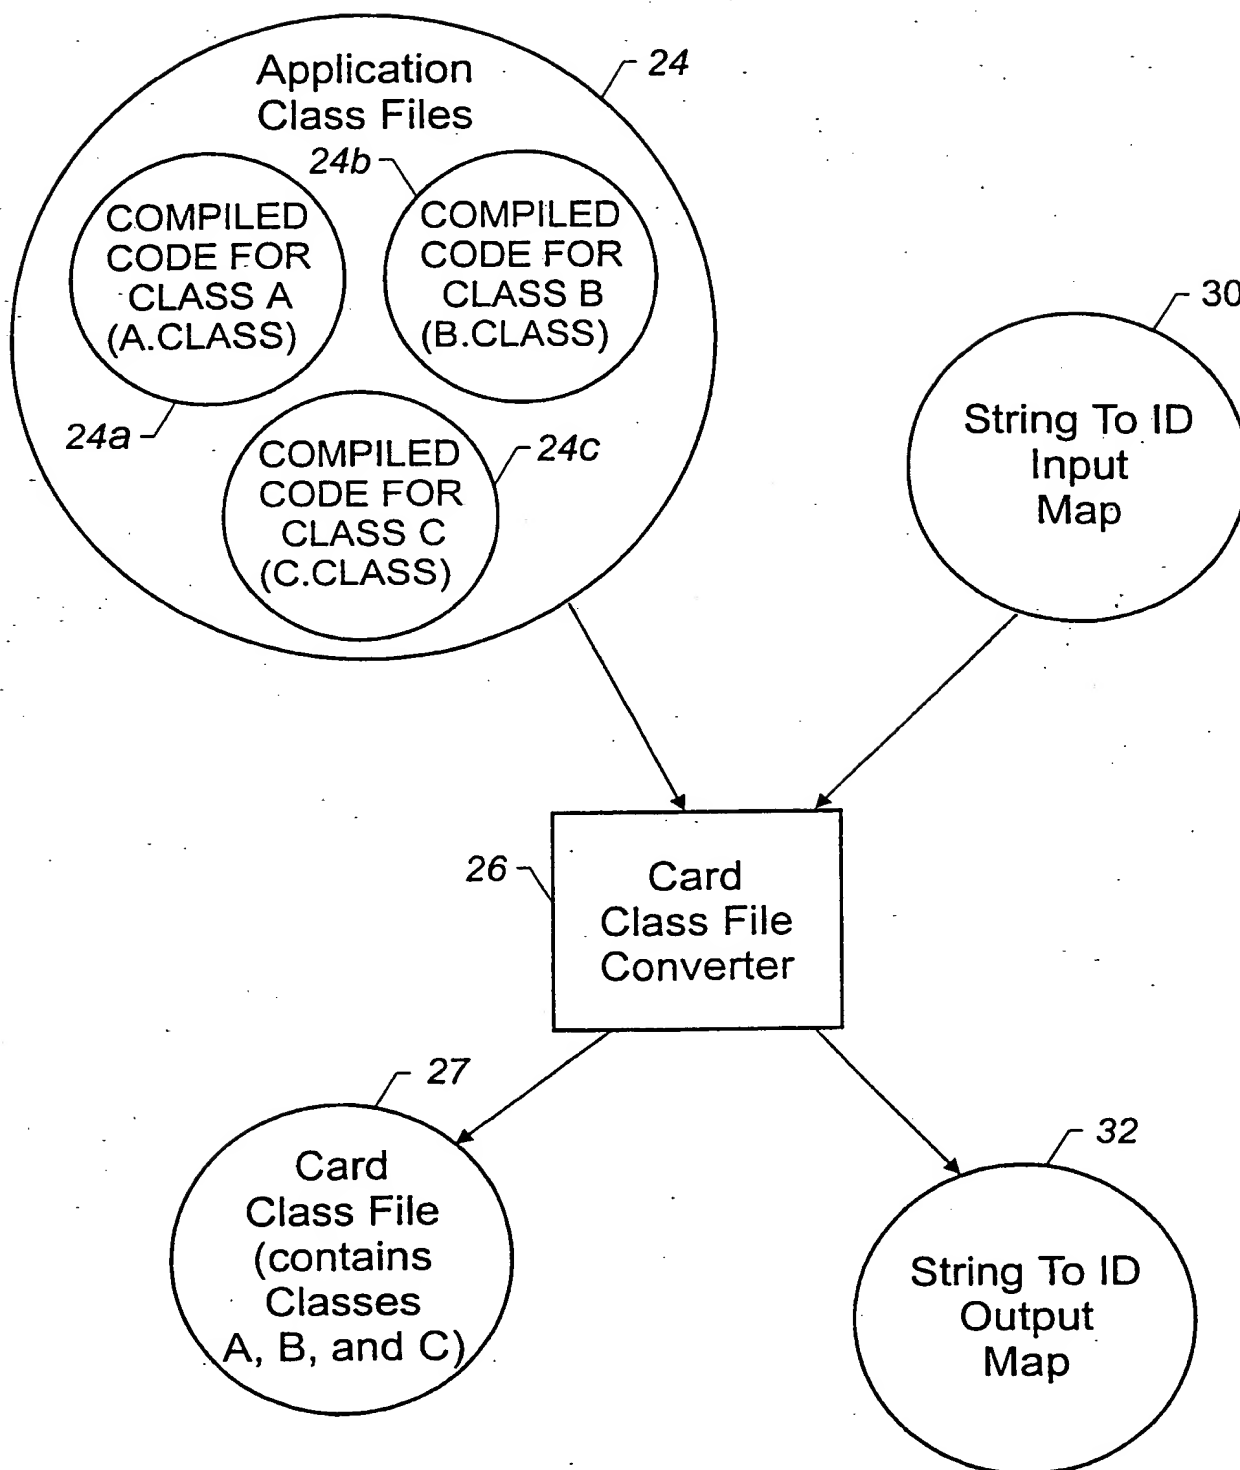 Application
Class Files
24
24b
COMPILED
CODE FOR
CLASS A
(A.CLASS)
COMPILED
CODE FOR
CLASS B
(B.CLASS)
24a
COMPILED
CODE FOR
CLASS C
(C.CLASS)
24c
30
String To ID
Input
Map
26
Card
Class File
Converter
27
Card
Class File
(contains
Classes
A, B, and C)
32
String To ID
Output
Map